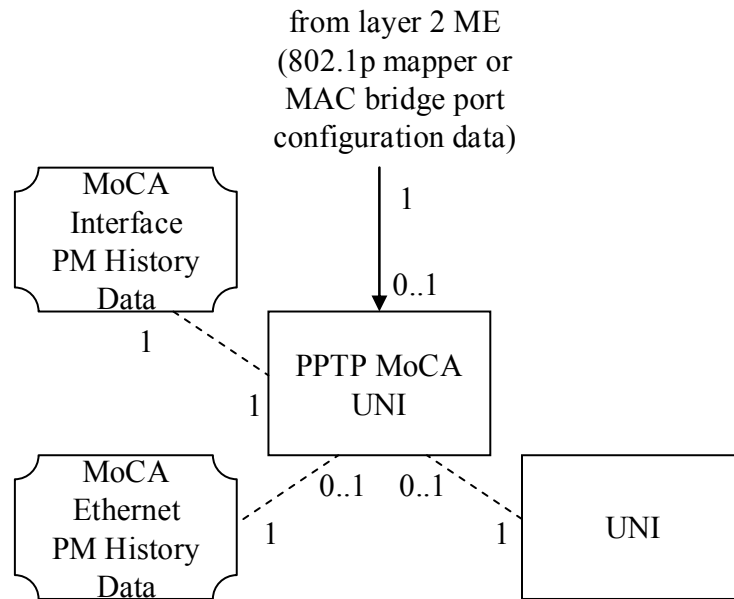 from layer 2 ME
(802.1p mapper or
MAC bridge port
configuration data)
1
0..1
MoCA
Interface
PM History
Data
1
1
PPTP MoCA
UNI
MoCA
Ethernet
PM History
Data
0..1
1
0..1
1
UNI